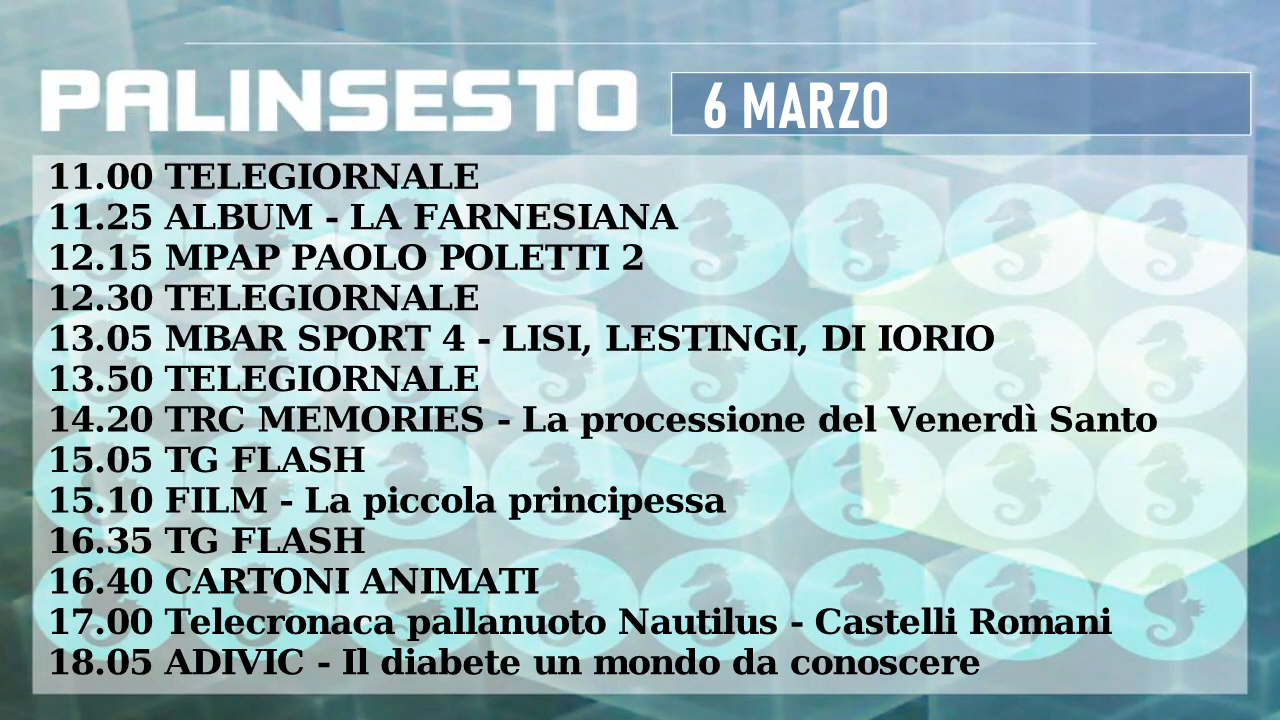 PALINSESTO
6 MARZO
11.00 TELEGIORNALE
11.25 ALBUM - LA FARNESIANA
12.15 MPAP PAOLO POLETTI 2
12.30 TELEGIORNALE
13.05 MBAR SPORT 4 - LISI, LESTINGI, DI IORIO
13.50 TELEGIORNALE
14.20 TRC MEMORIES - La processione del Venerdì Santo
15.05 TG FLASH
15.10 FILM - La piccola principessa
16.35 TG FLASH
16.40 CARTONI ANIMATI
17.00 Telecronaca pallanuoto Nautilus - Castelli Romani
18.05 ADIVIC - Il diabete un mondo da conoscere